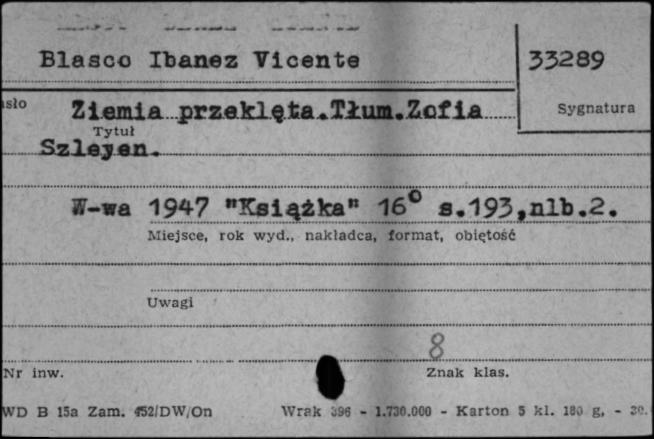 Blasco Ibanez Vicente
33289
Ziemia przeklęta.Tłum.Zofia
Sygnatura
Tytuł
Szleyen.
W-wa 1947 "Książka" 16° s.193,nlb.2.
Miejsce, rok wyd., nakładca, format, objętość
Uwagi
8
Nr inw.
Znak klas.
WD B 15a Zam. 452/DW/On Wrak 396 - 1.730.000 - Karton 5 kl. 180 g, - 30.